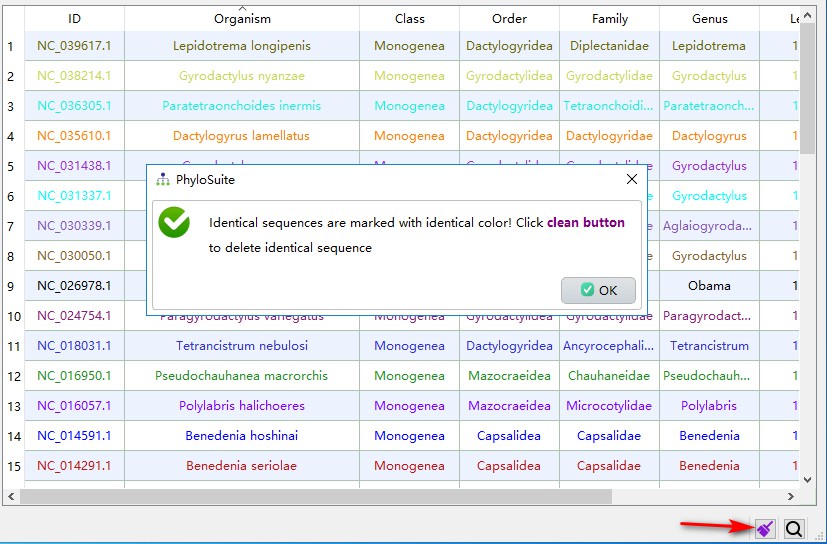 ID Organism Class Order Family Genus Le
1 NC_039617.1 Lepidotrema longipenis Monogenea Dactylogyridea Diplectanidae Lepidotrema 1
2 NC_038214.1 Gyrodactylus nyanzae Monogenea Gyrodactylidea Gyrodactylidae Gyrodactylus 1
3 NC_036305.1 Paratetraonchoides inermis Monogenea Dactylogyridea Tetraonchoidi... Paratetraonch... 1
4 NC_035610.1 Dactylogyrus lamellatus Monogenea Dactylogyridea Dactylogyridae Dactylogyrus 1
5 NC_031438.1 Gyrodactylus
6 NC_031337.1 Gyrodactylus 1
7 NC_030339.1 Aglaiogyroda... 1
8 NC_030050.1 Gyrodactylus 1
9 NC_026978.1 Obama 1
PhyloSuite
Identical sequences are marked with identical color! Click clean button
to delete identical sequence
OK
10 NC_024754.1 Paragyrodactylus variegatus Monogenea Gyrodactylidea Gyrodactylidae Paragyrodact... 1
11 NC_018031.1 Tetrancistrum nebulosi Monogenea Dactylogyridea Ancyrocephali... Tetrancistrum 1
12 NC_016950.1 Pseudochauhanea macrorchis Monogenea Mazocraeidea Chauhaneidae Pseudochauh... 1
13 NC_016057.1 Polylabris halichoeres Monogenea Mazocraeidea Microcotylidae Polylabris 1
14 NC_014591.1 Benedenia hoshinai Monogenea Capsalidea Capsalidae Benedenia 1
15 NC_014291.1 Benedenia seriolae Monogenea Capsalidea Capsalidae Benedenia 1